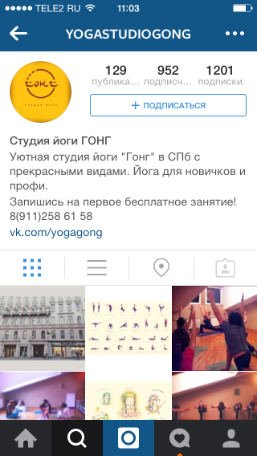 TELE2 RU 11:03
YOGASTUDIOGONG
ГОНГ
129 952 1201
публика... подписч... подписки
+ ПОДПИСАТЬСЯ
Студия йоги ГОНГ
Уютная студия йоги "Гонг" в СПб с
прекрасными видами. Йога для новичков и
профи.
Запишись на первое бесплатное занятие!
8(911)258 61 58
vk.com/yogagong